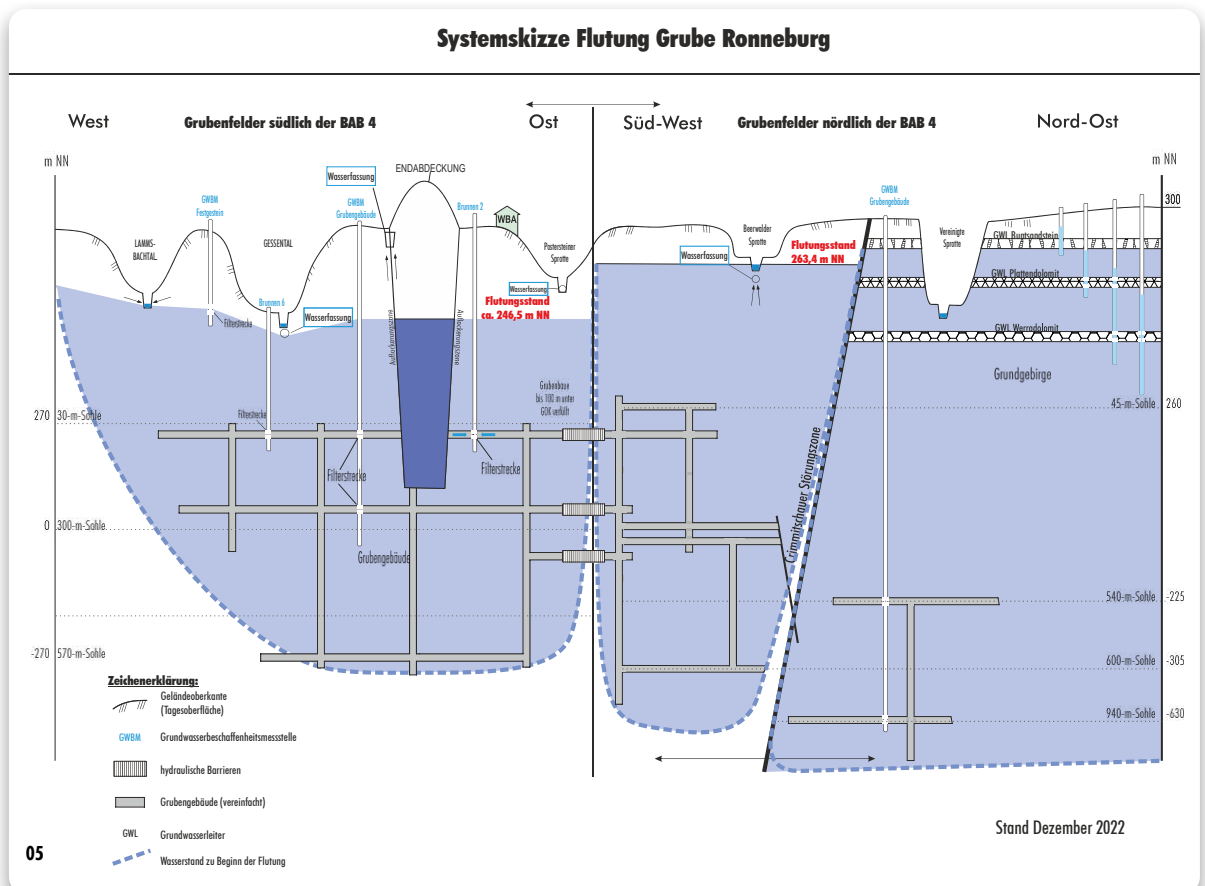 Systemskizze Flutung Grube Ronneburg
West
Grubenfelder südlich der BAB 4
Ost
Süd-West
Grubenfelder nördlich der BAB 4
Nord-Ost
m NN
m NN
300
GWBM
Festgestein
Wasserfassung
ENDABDECKUNG
GWBM
Grubengebäude
Brunnen 2
WBA
GWBM
Grubengebäude
LAMMS-
BACHTAL
GESSENTAL
Pastersteiner
Sprotte
Beerwalder
Sprotte
Vereinigte
Sprotte
Wasserfassung
Flutungsstand
263,4 m NN
GWL Buntsandstein
GWL Plattendolomit
GWL Werradolomit
Grundgebirge
Wasserfassung
Flutungsstand
ca. 246,5 m NN
Brunnen 6
Wasserfassung
Filterstrecke
Auflockerungszone
Auflockerungszone
Grubenbaue
bis 100 m unter
GOK verfüllt
270
30-m-Sohle
Filterstrecke
45-m-Sohle
260
Filterstrecke
Filterstrecke
Crimmitschauer Störungszone
0
300-m-Sohle
Grubengebäude
540-m-Sohle
-225
-270
570-m-Sohle
600-m-Sohle
-305
940-m-Sohle
-630
Zeichenerklärung:
Geländeoberkante
(Tagesoberfläche)
GWBM
Grundwasserbeschaffenheitsmessstelle
hydraulische Barrieren
Grubengebäude (vereinfacht)
GWL
Grundwasserleiter
Wasserstand zu Beginn der Flutung
Stand Dezember 2022
05